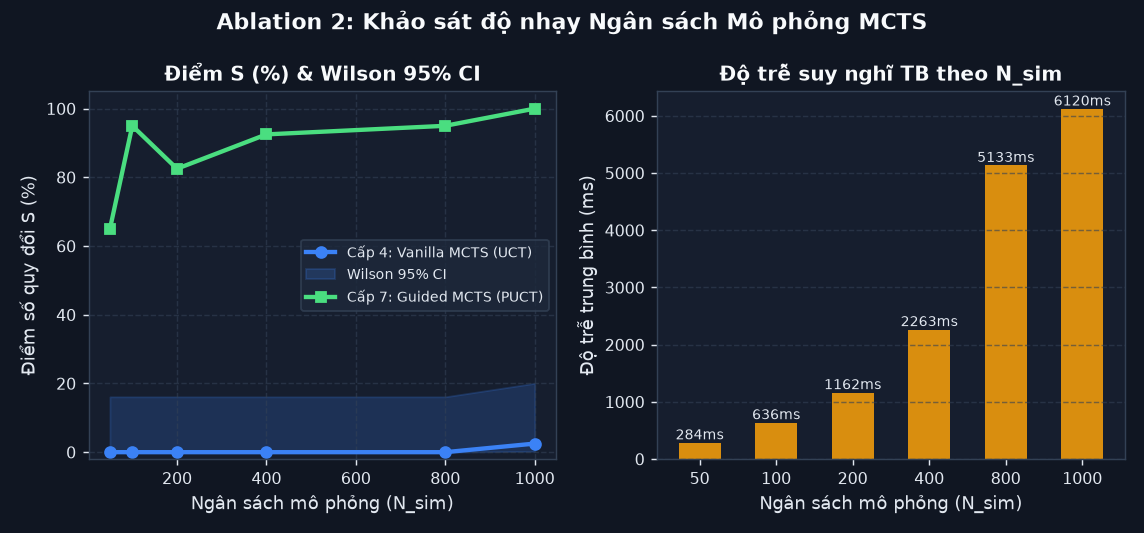 Ablation 2: Khảo sát độ nhạy Ngân sách Mô phỏng MCTS
Điểm S (%) & Wilson 95% CI
Điểm số quy đổi S (%)
100
80
60
40
20
0
Cấp 4: Vanilla MCTS (UCT)
Wilson 95% CI
Cấp 7: Guided MCTS (PUCT)
200
400
600
800
1000
Ngân sách mô phỏng (N_sim)
Độ trễ suy nghĩ TB theo N_sim
Độ trễ trung bình (ms)
6000
5000
4000
3000
2000
1000
0
284ms
636ms
1162ms
2263ms
5133ms
6120ms
50
100
200
400
800
1000
Ngân sách mô phỏng (N_sim)